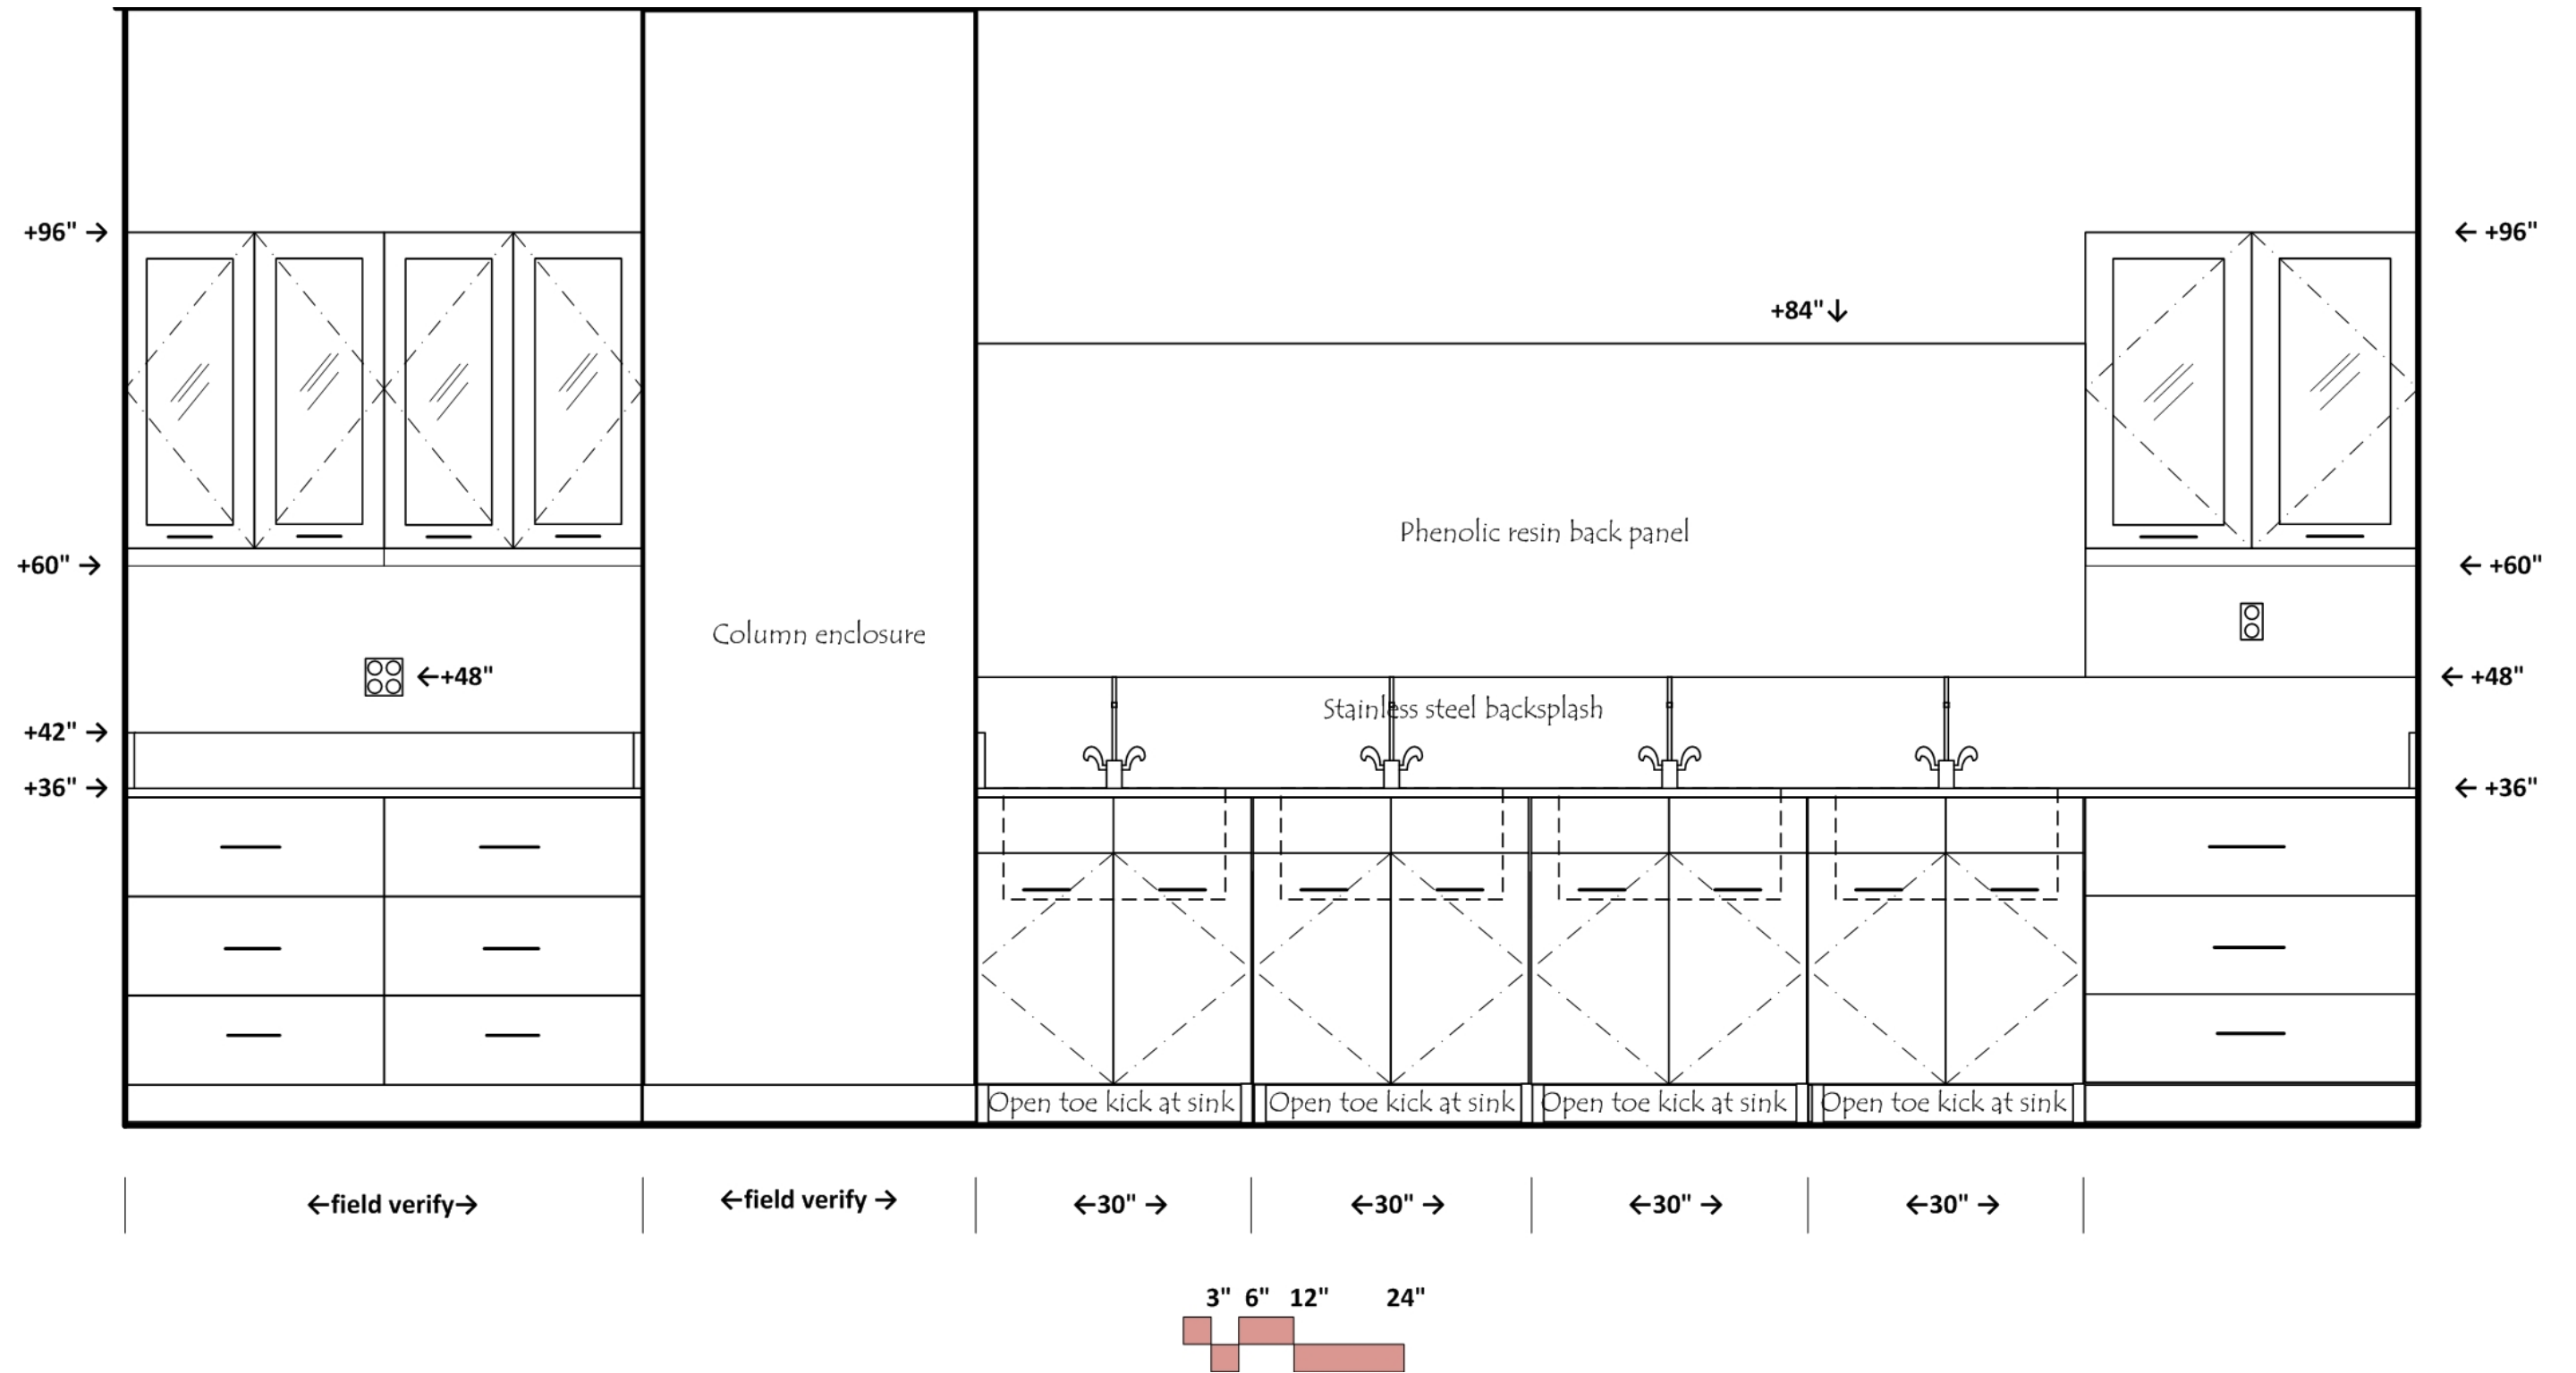 +96" →
← +96"
+84" ↓
Phenolic resin back panel
+60" →
← +60"
Column enclosure
← +48"
← +48"
Stainless steel backsplash
+42" →
+36" →
← +36"
Open toe kick at sink
Open toe kick at sink
Open toe kick at sink
Open toe kick at sink
← field verify →
← field verify →
← 30" →
← 30" →
← 30" →
← 30" →
3" 6" 12" 24"